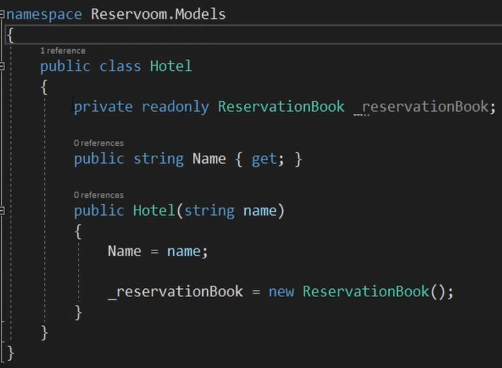 namespace Reservoom.Models
{
1 reference
public class Hotel
{
private readonly ReservationBook _reservationBook;
0 references
public string Name { get; }
0 references
public Hotel(string name)
{
Name = name;
_reservationBook = new ReservationBook();
}
}
}